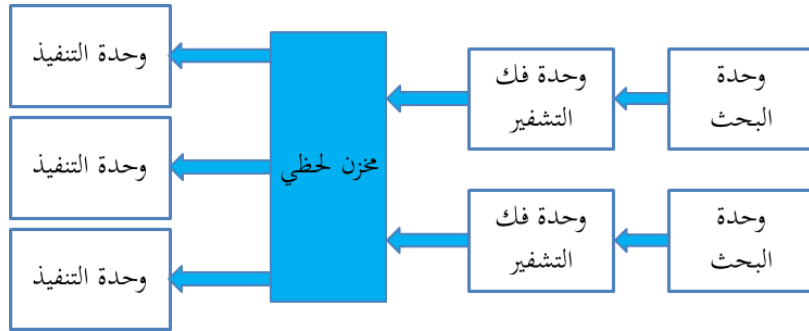 وحدة
البحث
وحدة فك
التشفير
مخزن لحظي
وحدة التنفيذ
وحدة التنفيذ
وحدة
البحث
وحدة فك
التشفير
وحدة التنفيذ